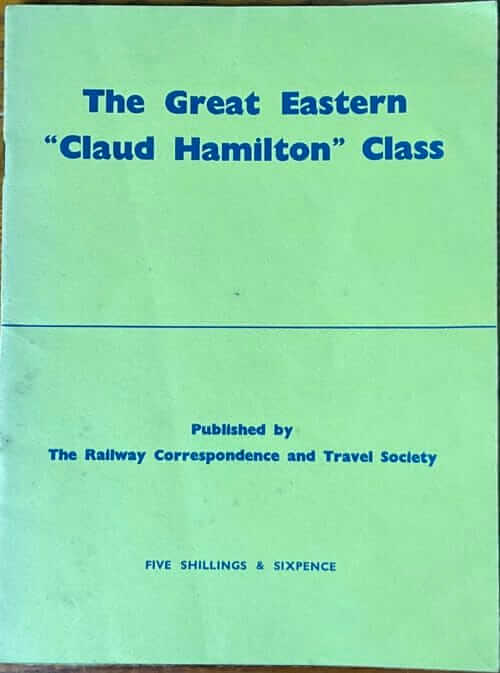 The Great Eastern
“Claud Hamilton” Class
Published by
The Railway Correspondence and Travel Society
FIVE SHILLINGS & SIXPENCE